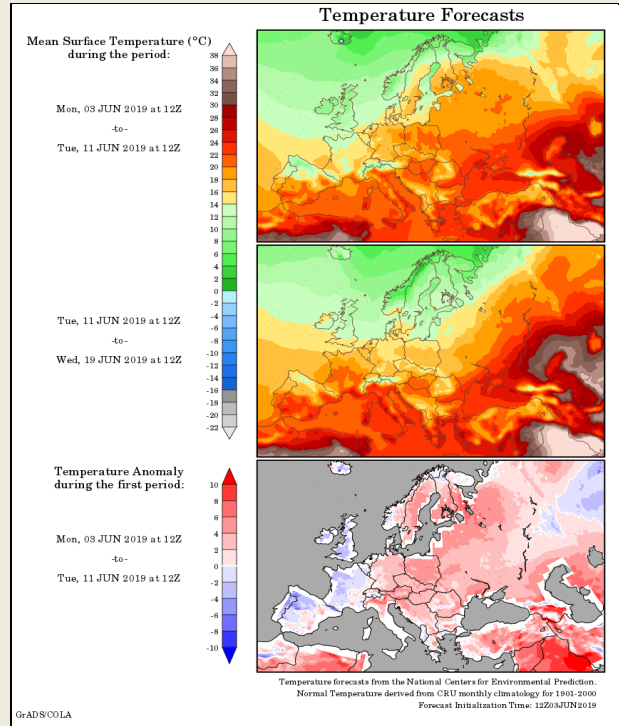 Temperature Forecasts
Mean Surface Temperature (°C)
during the period:
Mon, 03 JUN 2019 at 12Z
-to-
Tue, 11 JUN 2019 at 12Z
38
36
34
32
30
28
26
24
22
20
18
16
14
12
10
8
6
4
2
0
-2
-4
-6
-8
-10
-12
-14
-16
-18
-20
-22
Tue, 11 JUN 2019 at 12Z
-to-
Wed, 19 JUN 2019 at 12Z
Temperature Anomaly
during the first period:
Mon, 03 JUN 2019 at 12Z
-to-
Tue, 11 JUN 2019 at 12Z
10
8
6
4
2
0
-2
-4
-6
-8
-10
Temperature forecasts from the National Centers for Environmental Prediction.
Normal Temperature derived from CRU monthly climatology for 1901-2000
Forecast Initialization Time: 12Z03JUN2019
GrADS/COLA